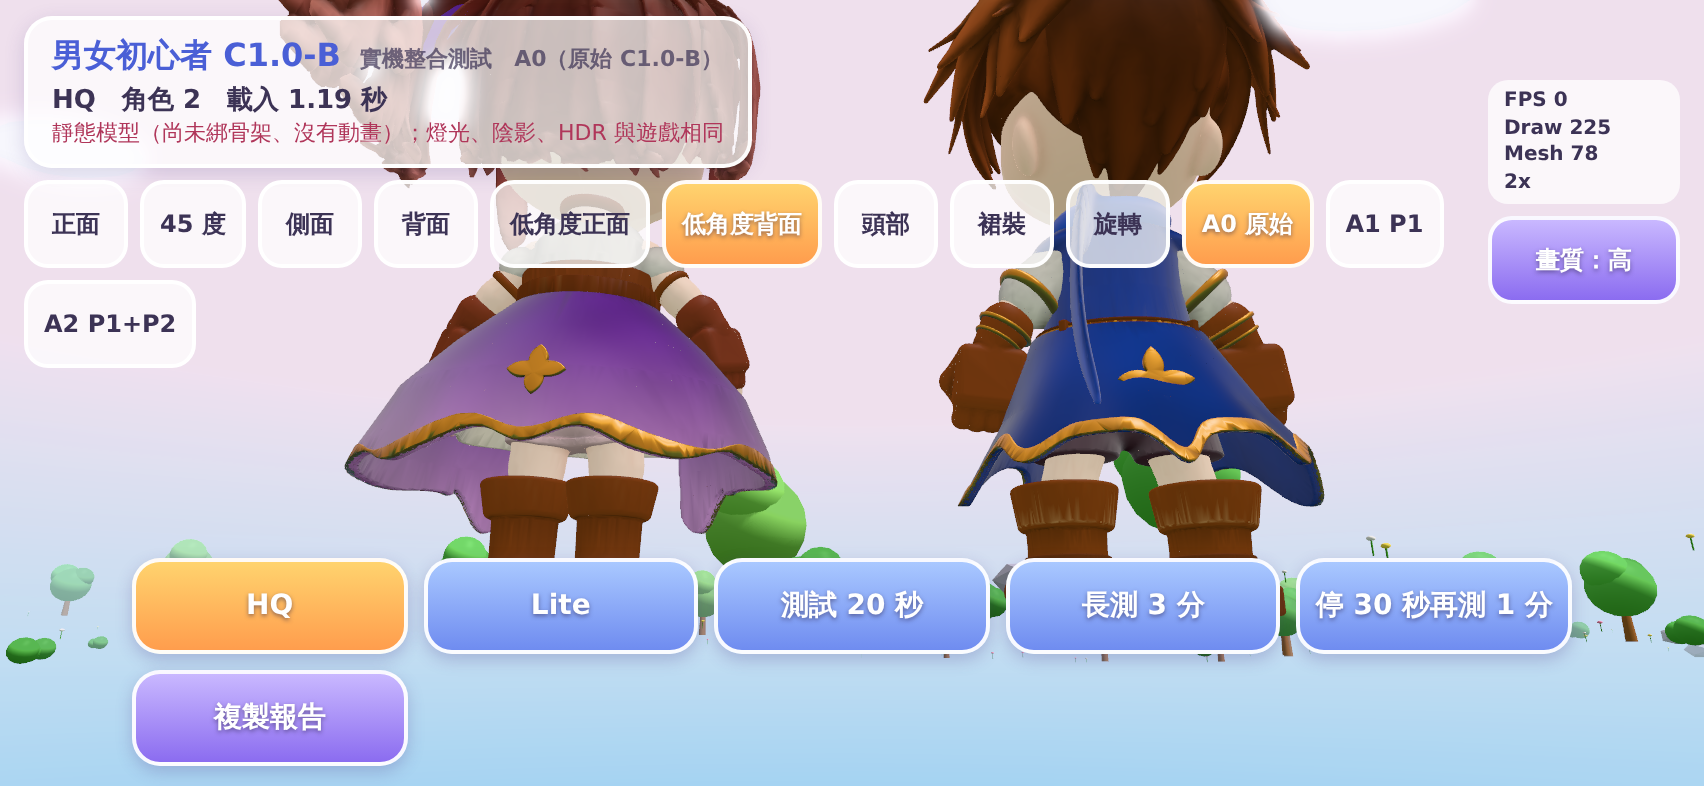 男女初心者 C1.0-B 實機整合測試 A0（原始 C1.0-B）
HQ 角色 2 載入 1.19 秒
靜態模型（尚未綁骨架、沒有動畫）；燈光、陰影、HDR 與遊戲相同
FPS 0
Draw 225
Mesh 78
2x
畫質：高
正面 45 度 側面 背面 低角度正面 低角度背面 頭部 裙裝 旋轉 A0 原始 A1 P1
A2 P1+P2
HQ Lite 測試 20 秒 長測 3 分 停 30 秒再測 1 分
複製報告